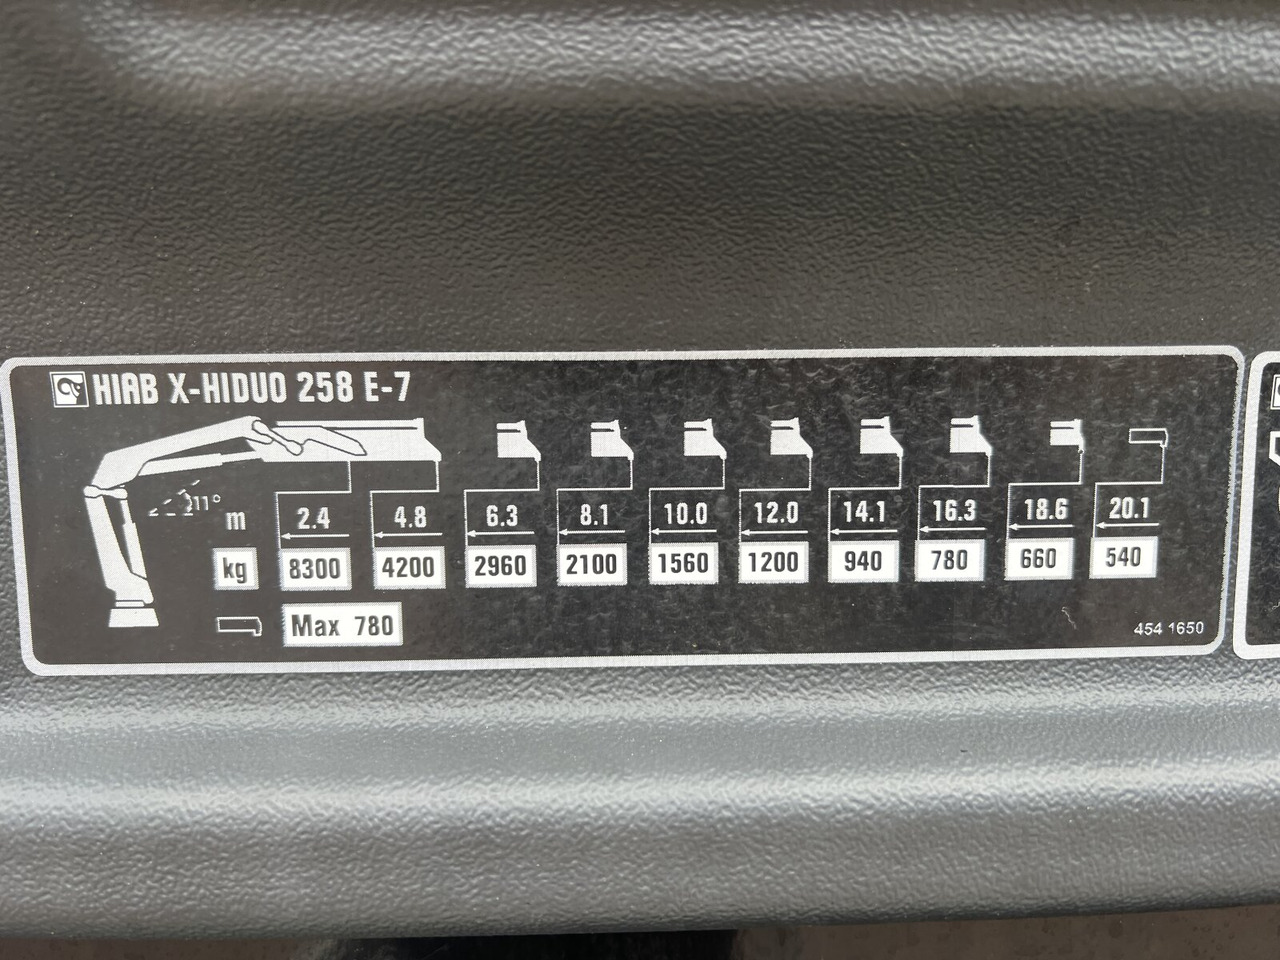 HIAB X-HIDUO 258 E-7
11°
m 2.4 4.8 6.3 8.1 10.0 12.0 14.1 16.3 18.6 20.1
kg 8300 4200 2960 2100 1560 1200 940 780 660 540
Max 780
454 1650